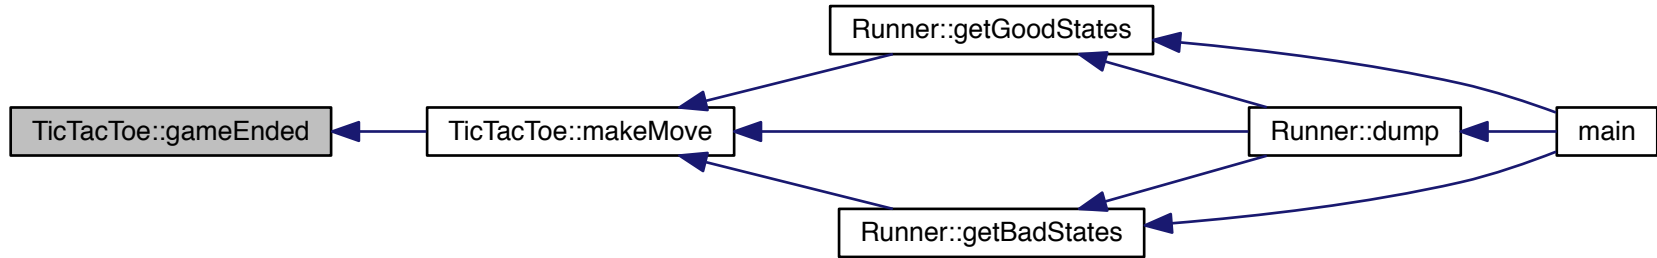 Runner::getGoodStates
TicTacToe::gameEnded
TicTacToe::makeMove
Runner::dump
main
Runner::getBadStates